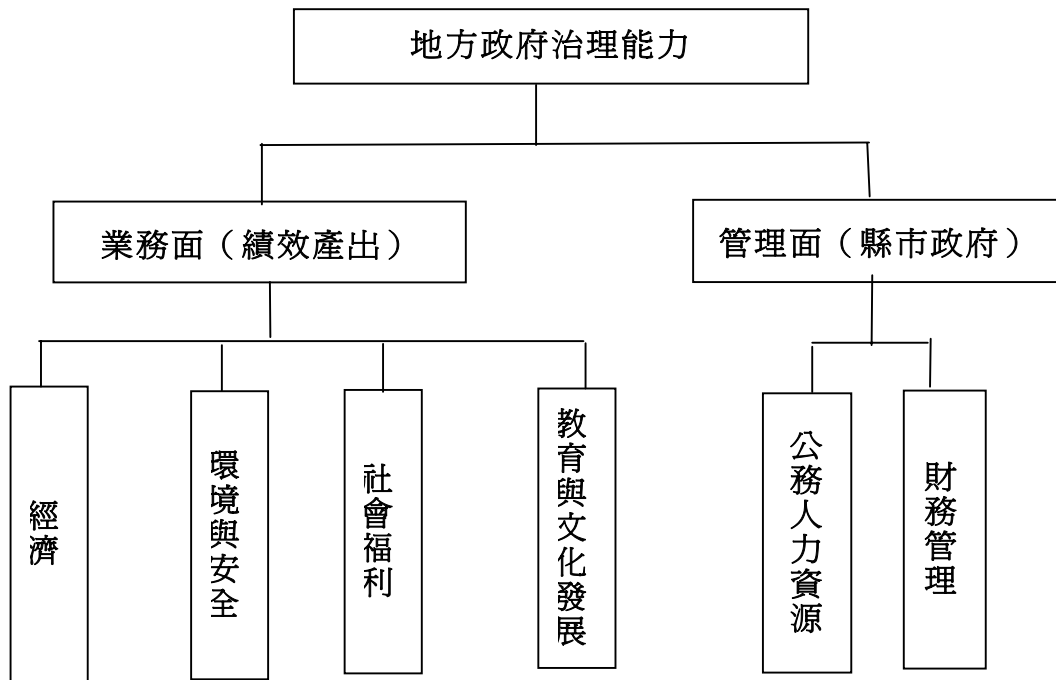 地方政府治理能力
業務面（績效產出）
管理面（縣市政府）
經濟
環境與安全
社會福利
教育與文化發展
公務人力資源
財務管理